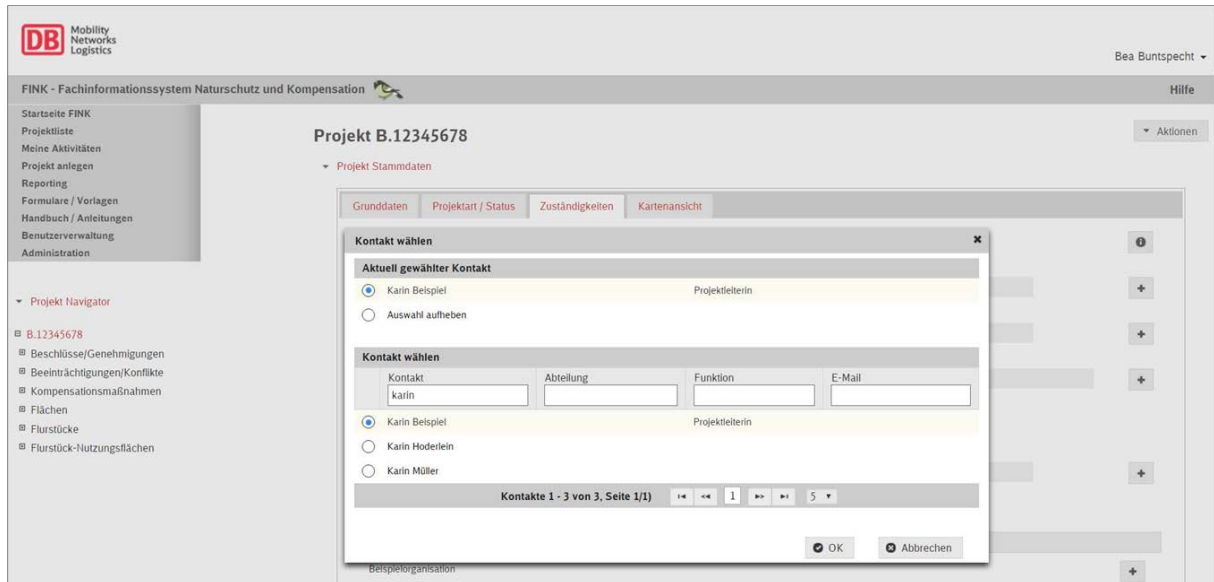 DB
Mobility
Networks
Logistics
Bea Buntspecht
FINK - Fachinformationssystem Naturschutz und Kompensation
Hilfe
Startseite FINK
Projektliste
Meine Aktivitäten
Projekt anlegen
Reporting
Formulare / Vorlagen
Handbuch / Anleitungen
Benutzerverwaltung
Administration
Projekt Navigator
B.12345678
Beschlüsse/Genehmigungen
Beeinträchtigungen/Konflikte
Kompensationsmaßnahmen
Flächen
Flurstücke
Flurstück-Nutzungsflächen
Projekt B.12345678
Aktionen
Projekt Stammdaten
Grunddaten Projektart / Status Zuständigkeiten Kartenansicht
Kontakt wählen
Aktuell gewählter Kontakt
Karin Beispiel Projektleiterin
Auswahl aufheben
Kontakt wählen
Kontakt Abteilung Funktion E-Mail
karin
Karin Beispiel Projektleiterin
Karin Hoderlein
Karin Müller
Kontakte 1 - 3 von 3, Seite 1/1) 1 5
OK Abbrechen
Beispielorganisation